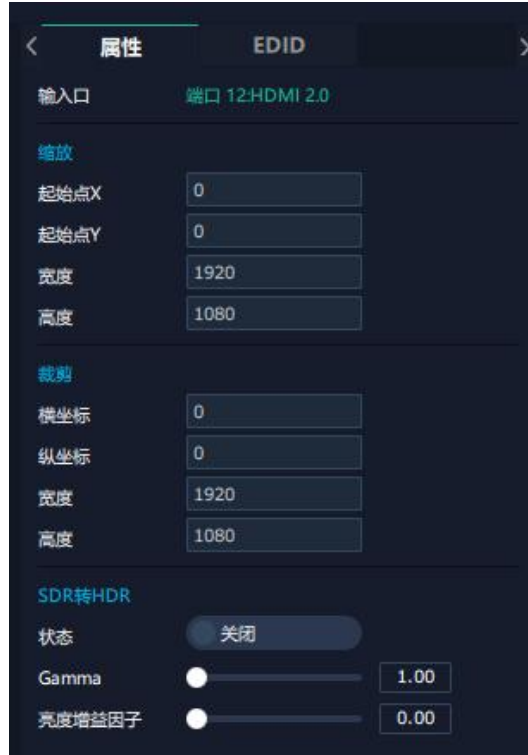 属性 EDID
输入口 端口 12:HDMI 2.0
缩放
起始点X 0
起始点Y 0
宽度 1920
高度 1080
裁剪
横坐标 0
纵坐标 0
宽度 1920
高度 1080
SDR转HDR
状态 关闭
Gamma 1.00
亮度增益因子 0.00